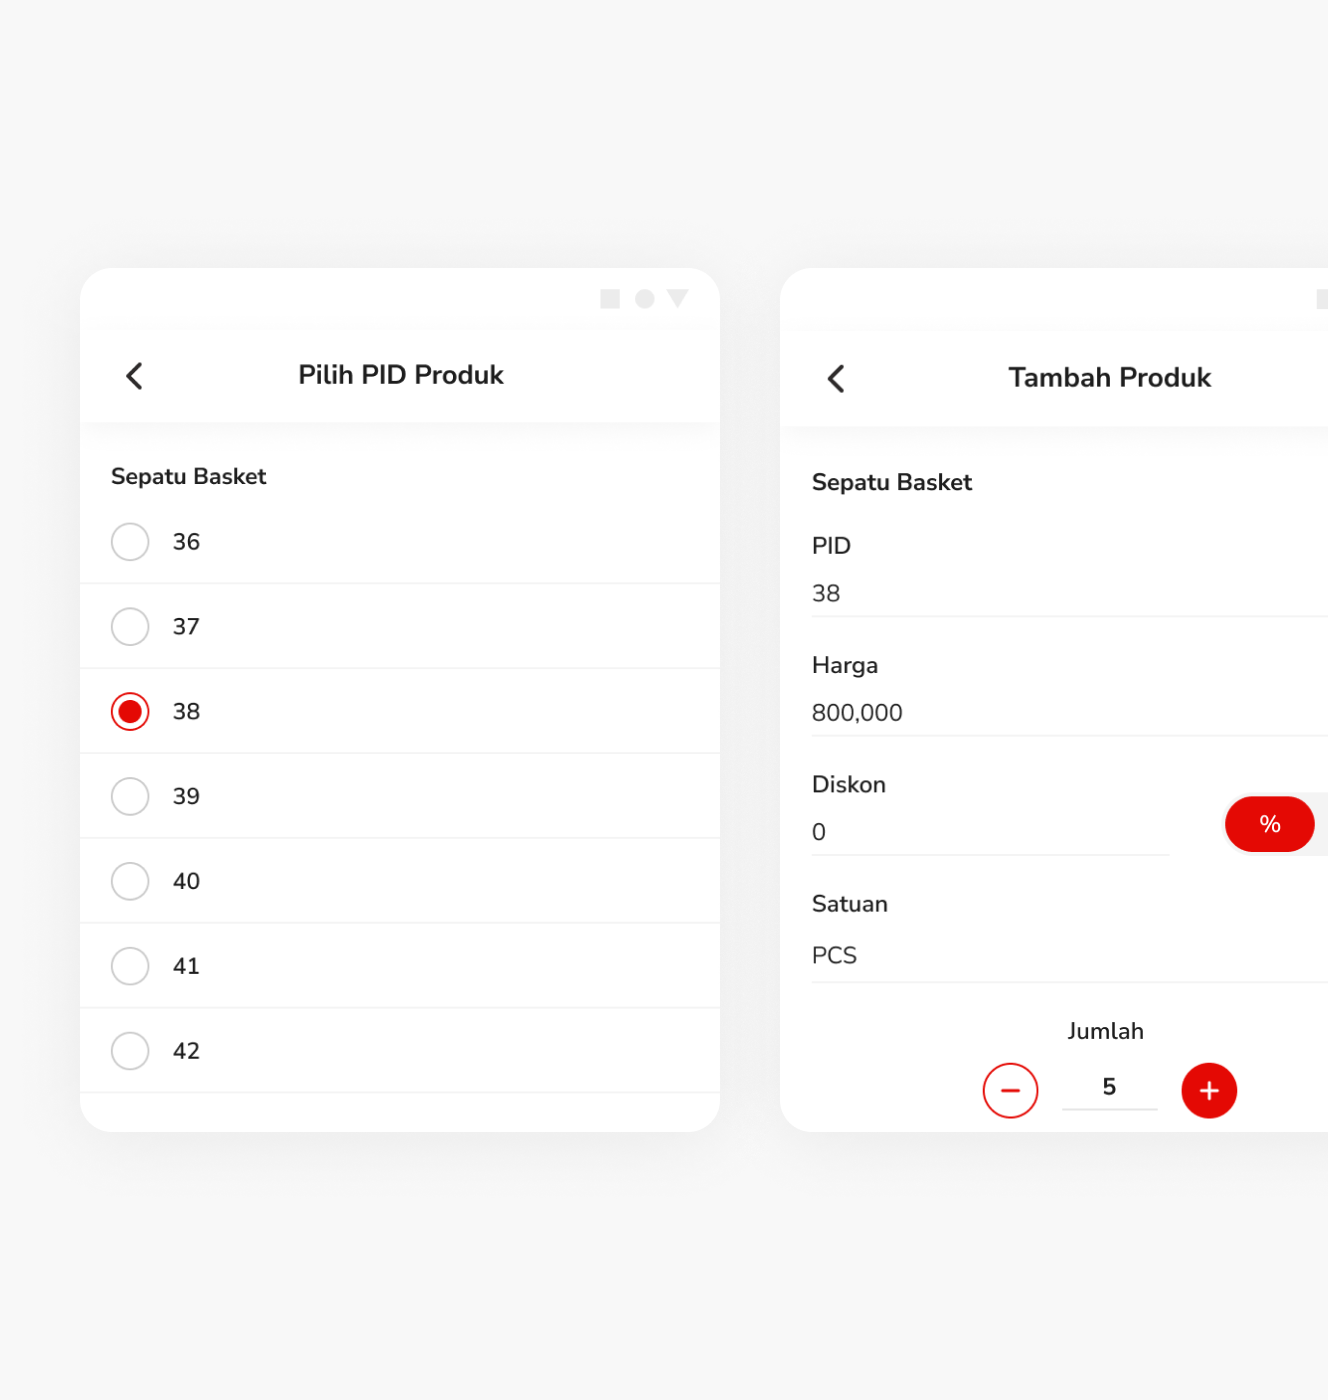 Pilih PID Produk
Sepatu Basket
36
37
38
39
40
41
42
Tambah Produk
Sepatu Basket
PID
38
Harga
800,000
Diskon
0
%
Satuan
PCS
Jumlah
5